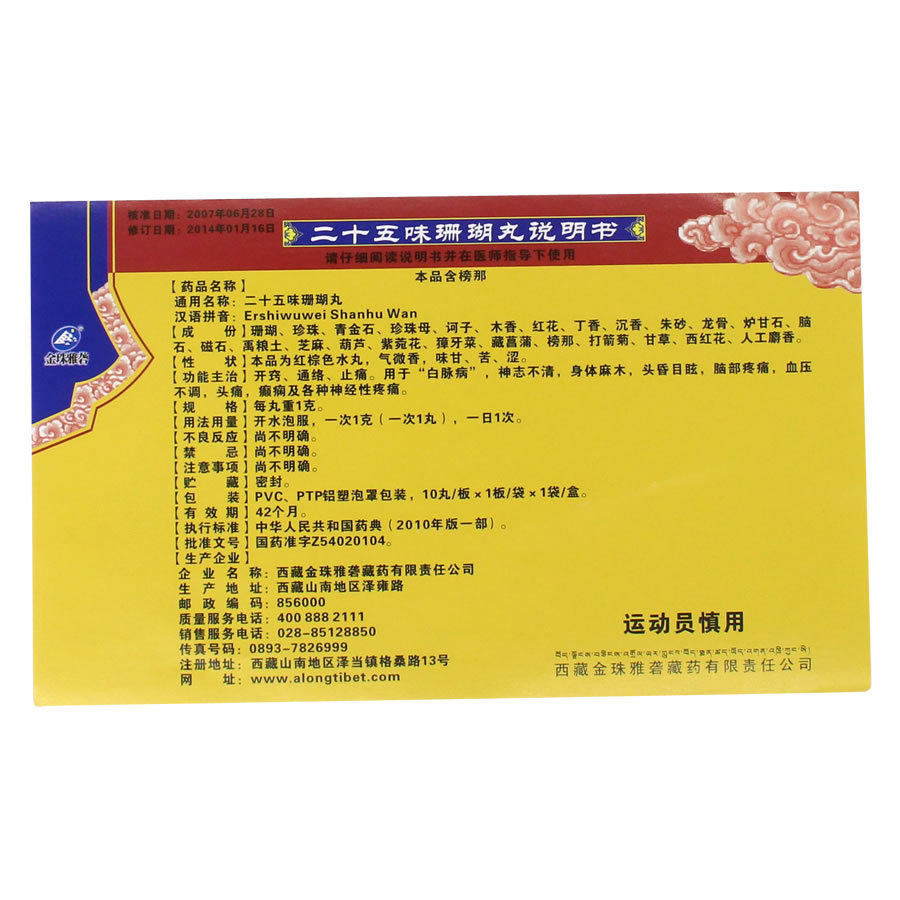 核准日期：2007年06月28日
修订日期：2014年01月16日
二十五味珊瑚丸说明书
请仔细阅读说明书并在医师指导下使用
本品含榜那
金珠雅砻
【药品名称】
通用名称：二十五味珊瑚丸
汉语拼音：Ershiwuwei Shanhu Wan
【成　份】珊瑚、珍珠、青金石、珍珠母、诃子、木香、红花、丁香、沉香、朱砂、龙骨、炉甘石、脑
石、磁石、禹粮土、芝麻、葫芦、紫菀花、獐牙菜、藏菖蒲、榜那、打箭菊、甘草、西红花、人工麝香。
【性　状】本品为红棕色水丸，气微香，味甘、苦、涩。
【功能主治】开窍、通络、止痛。用于“白脉病”，神志不清，身体麻木，头昏目眩，脑部疼痛，血压
不调，头痛，癫痫及各种神经性疼痛。
【规　格】每丸重1克。
【用法用量】开水泡服，一次1克（一次1丸），一日1次。
【不良反应】尚不明确。
【禁　忌】尚不明确。
【注意事项】尚不明确。
【贮　藏】密封。
【包　装】PVC、PTP铝塑泡罩包装，10丸/板×1板/袋×1袋/盒。
【有 效 期】42个月。
【执行标准】中华人民共和国药典（2010年版一部）。
【批准文号】国药准字Z54020104。
【生产企业】
企 业 名 称：西藏金珠雅砻藏药有限责任公司
生 产 地 址：西藏山南地区泽雍路
邮 政 编 码：856000
质量服务电话：400 888 2111
销售服务电话：028-85128850
传真号码：0893-7826999
注册地址：西藏山南地区泽当镇格桑路13号
网　　址：www.alongtibet.com
运动员慎用
西藏金珠雅砻藏药有限责任公司